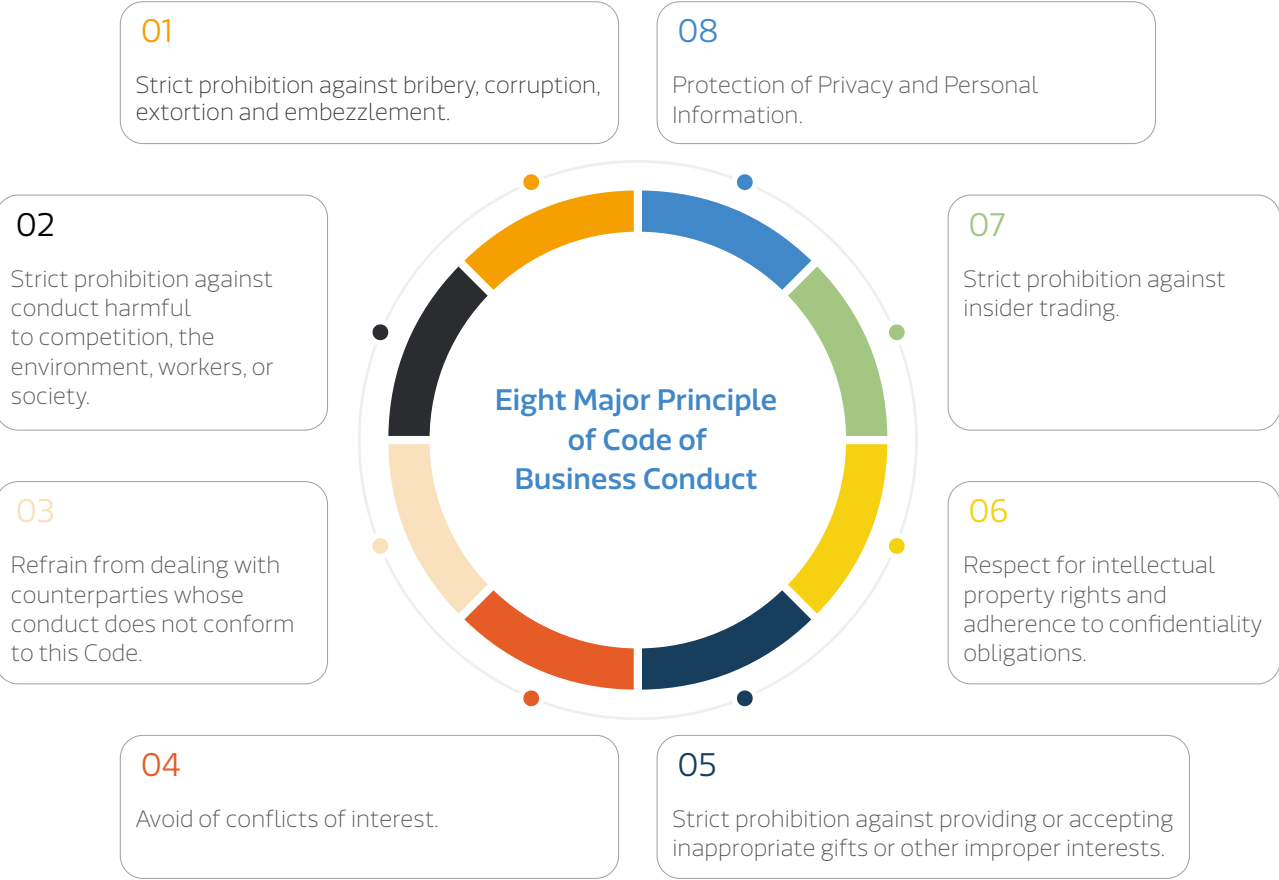 01
Strict prohibition against bribery, corruption,
extortion and embezzlement.
08
Protection of Privacy and Personal
Information.
02
Strict prohibition against
conduct harmful
to competition, the
environment, workers, or
society.
07
Strict prohibition against
insider trading.
Eight Major Principle
of Code of
Business Conduct
03
Refrain from dealing with
counterparties whose
conduct does not conform
to this Code.
06
Respect for intellectual
property rights and
adherence to confidentiality
obligations.
04
Avoid of conflicts of interest.
05
Strict prohibition against providing or accepting
inappropriate gifts or other improper interests.